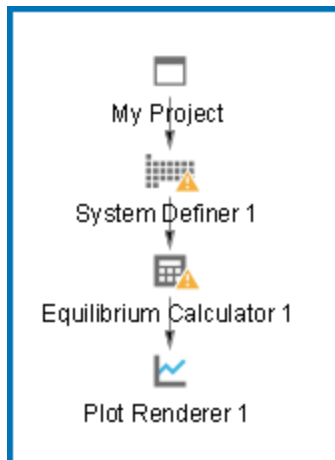 My Project
System Definer 1
Equilibrium Calculator 1
Plot Renderer 1